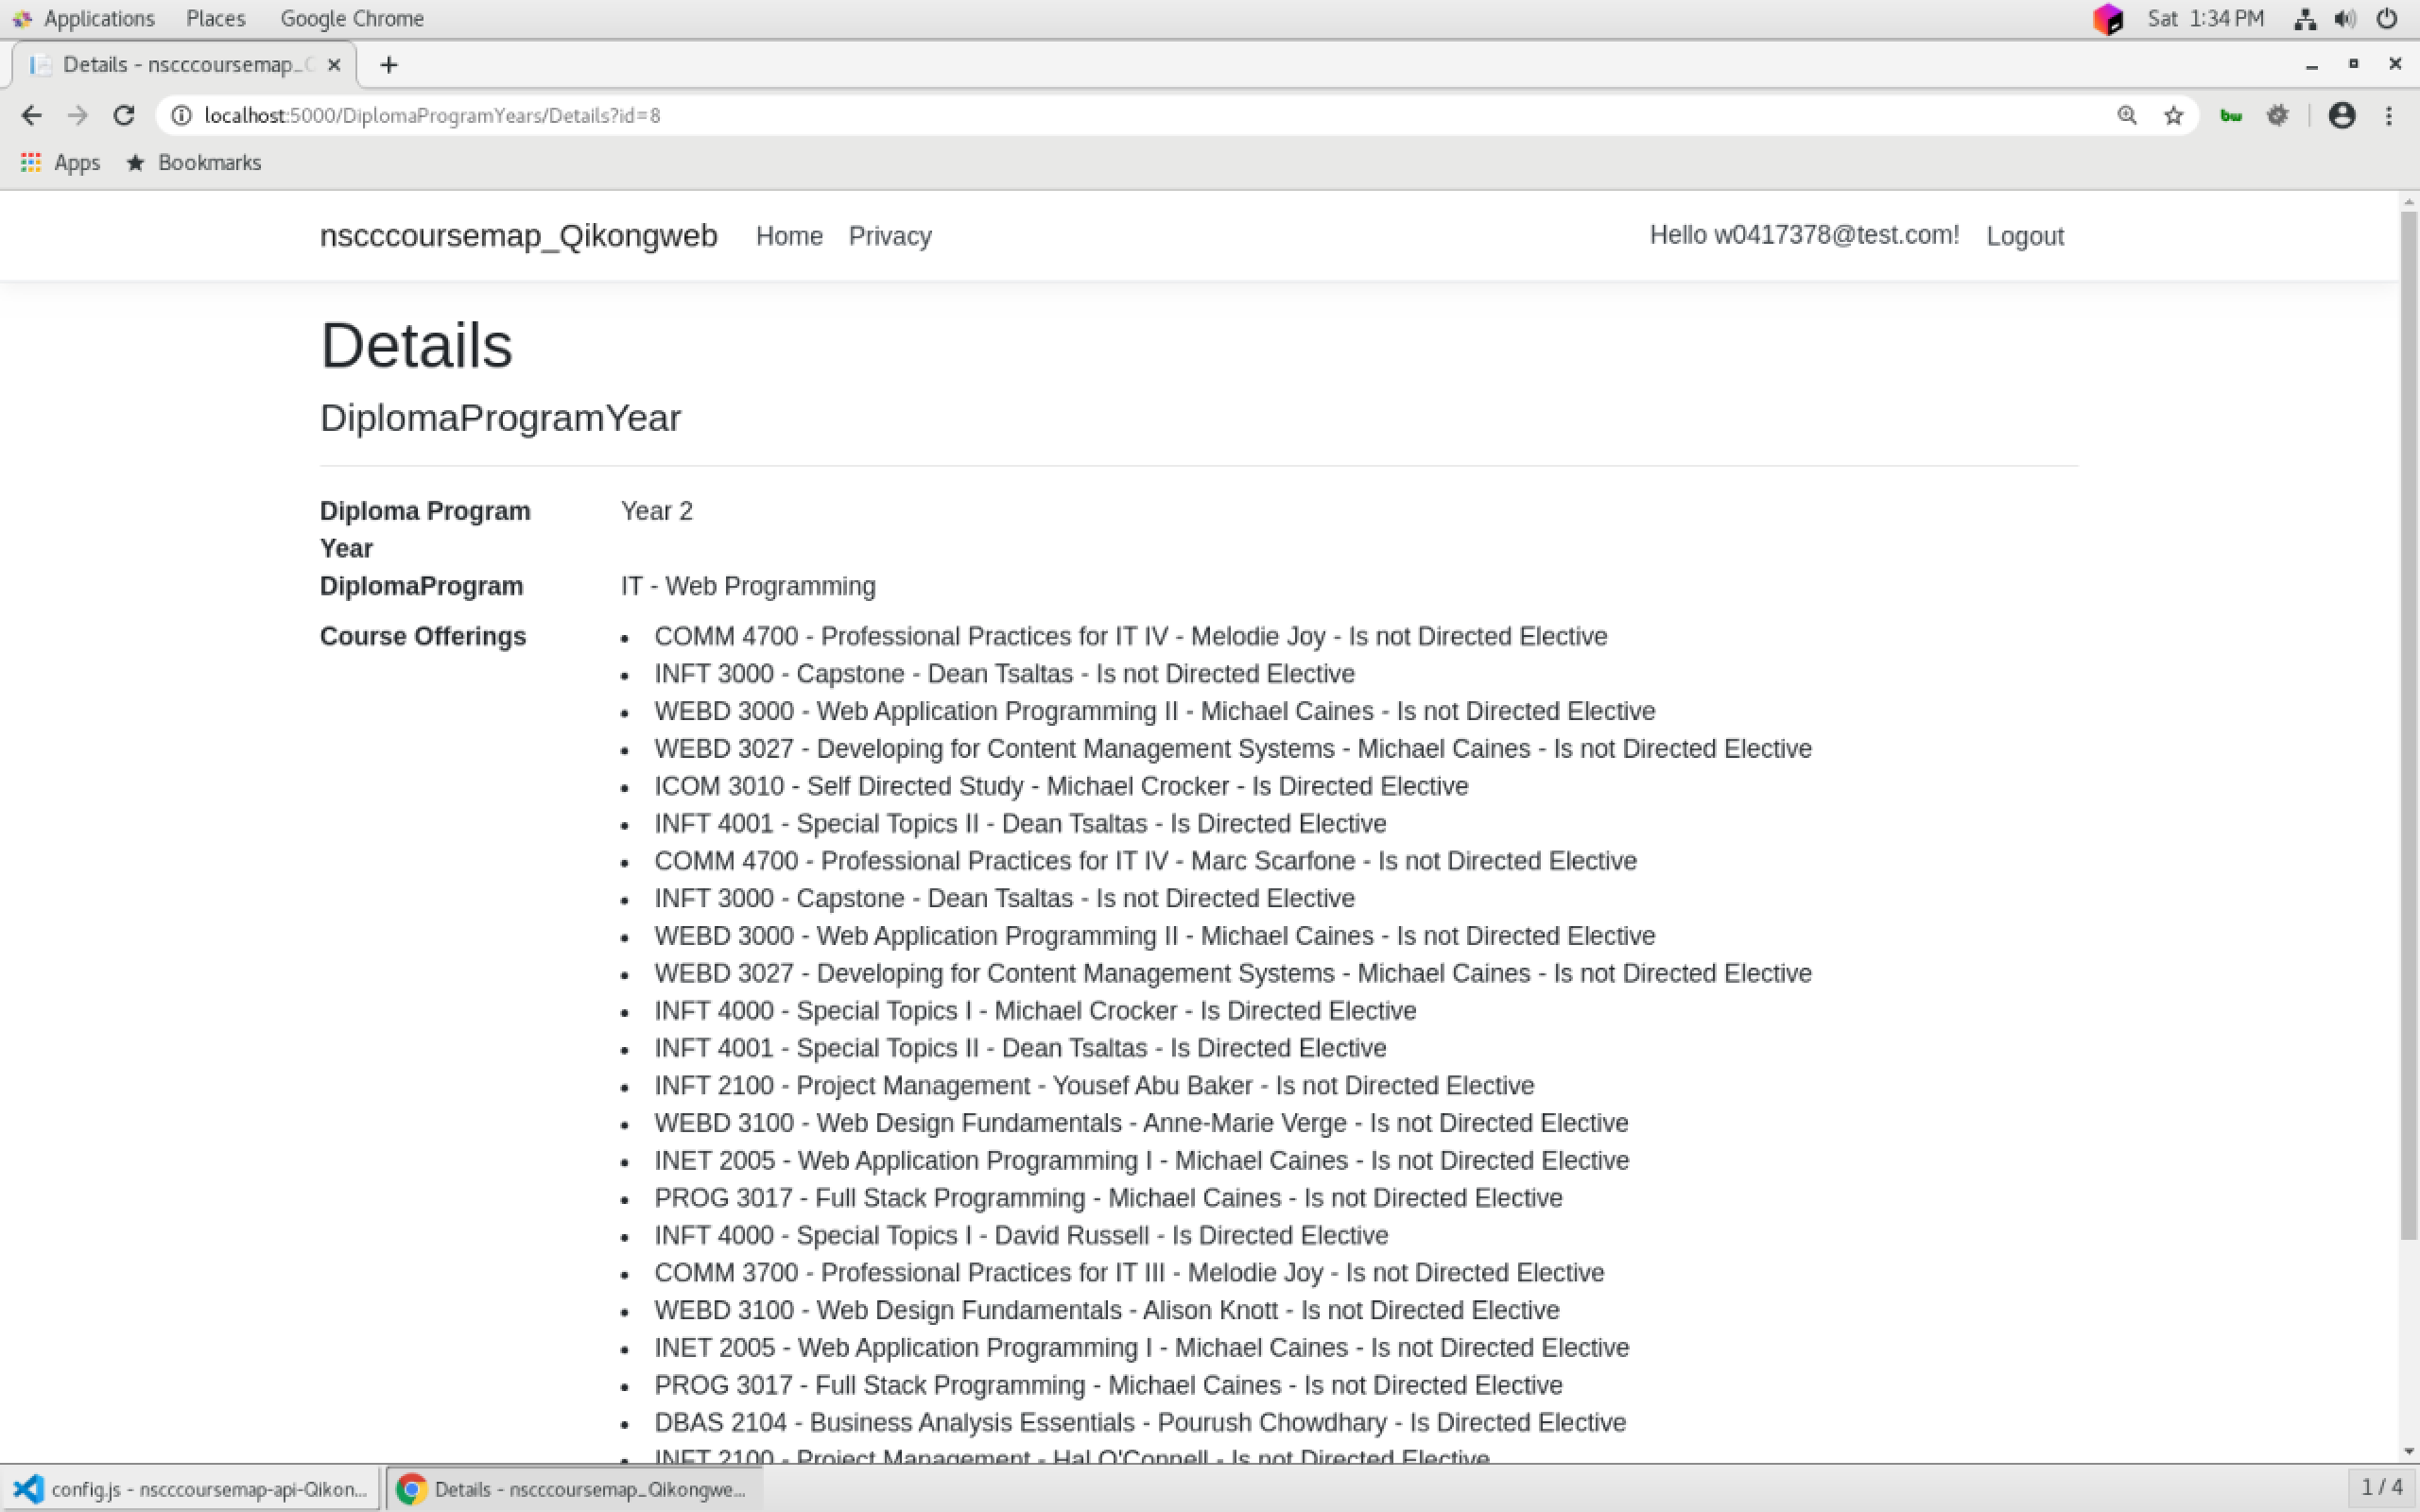 Applications Places Google Chrome Sat 1:34 PM
Details - nscccoursemap_Q
localhost:5000/DiplomaProgramYears/Details?id=8 bw
Apps Bookmarks
nscccoursemap_Qikongweb Home Privacy Hello w0417378@test.com! Logout
Details
DiplomaProgramYear
Diploma Program Year 2
Year
DiplomaProgram IT - Web Programming
Course Offerings • COMM 4700 - Professional Practices for IT IV - Melodie Joy - Is not Directed Elective
• INFT 3000 - Capstone - Dean Tsaltas - Is not Directed Elective
• WEBD 3000 - Web Application Programming II - Michael Caines - Is not Directed Elective
• WEBD 3027 - Developing for Content Management Systems - Michael Caines - Is not Directed Elective
• ICOM 3010 - Self Directed Study - Michael Crocker - Is Directed Elective
• INFT 4001 - Special Topics II - Dean Tsaltas - Is Directed Elective
• COMM 4700 - Professional Practices for IT IV - Marc Scarfone - Is not Directed Elective
• INFT 3000 - Capstone - Dean Tsaltas - Is not Directed Elective
• WEBD 3000 - Web Application Programming II - Michael Caines - Is not Directed Elective
• WEBD 3027 - Developing for Content Management Systems - Michael Caines - Is not Directed Elective
• INFT 4000 - Special Topics I - Michael Crocker - Is Directed Elective
• INFT 4001 - Special Topics II - Dean Tsaltas - Is Directed Elective
• INFT 2100 - Project Management - Yousef Abu Baker - Is not Directed Elective
• WEBD 3100 - Web Design Fundamentals - Anne-Marie Verge - Is not Directed Elective
• INET 2005 - Web Application Programming I - Michael Caines - Is not Directed Elective
• PROG 3017 - Full Stack Programming - Michael Caines - Is not Directed Elective
• INFT 4000 - Special Topics I - David Russell - Is Directed Elective
• COMM 3700 - Professional Practices for IT III - Melodie Joy - Is not Directed Elective
• WEBD 3100 - Web Design Fundamentals - Alison Knott - Is not Directed Elective
• INET 2005 - Web Application Programming I - Michael Caines - Is not Directed Elective
• PROG 3017 - Full Stack Programming - Michael Caines - Is not Directed Elective
• DBAS 2104 - Business Analysis Essentials - Pourush Chowdhary - Is Directed Elective
• INFT 2100 - Project Management - Hal O'Connell - Is not Directed Elective
config.js - nscccoursemap-api-Qikon... Details - nscccoursemap_Qikongwe... 1 / 4